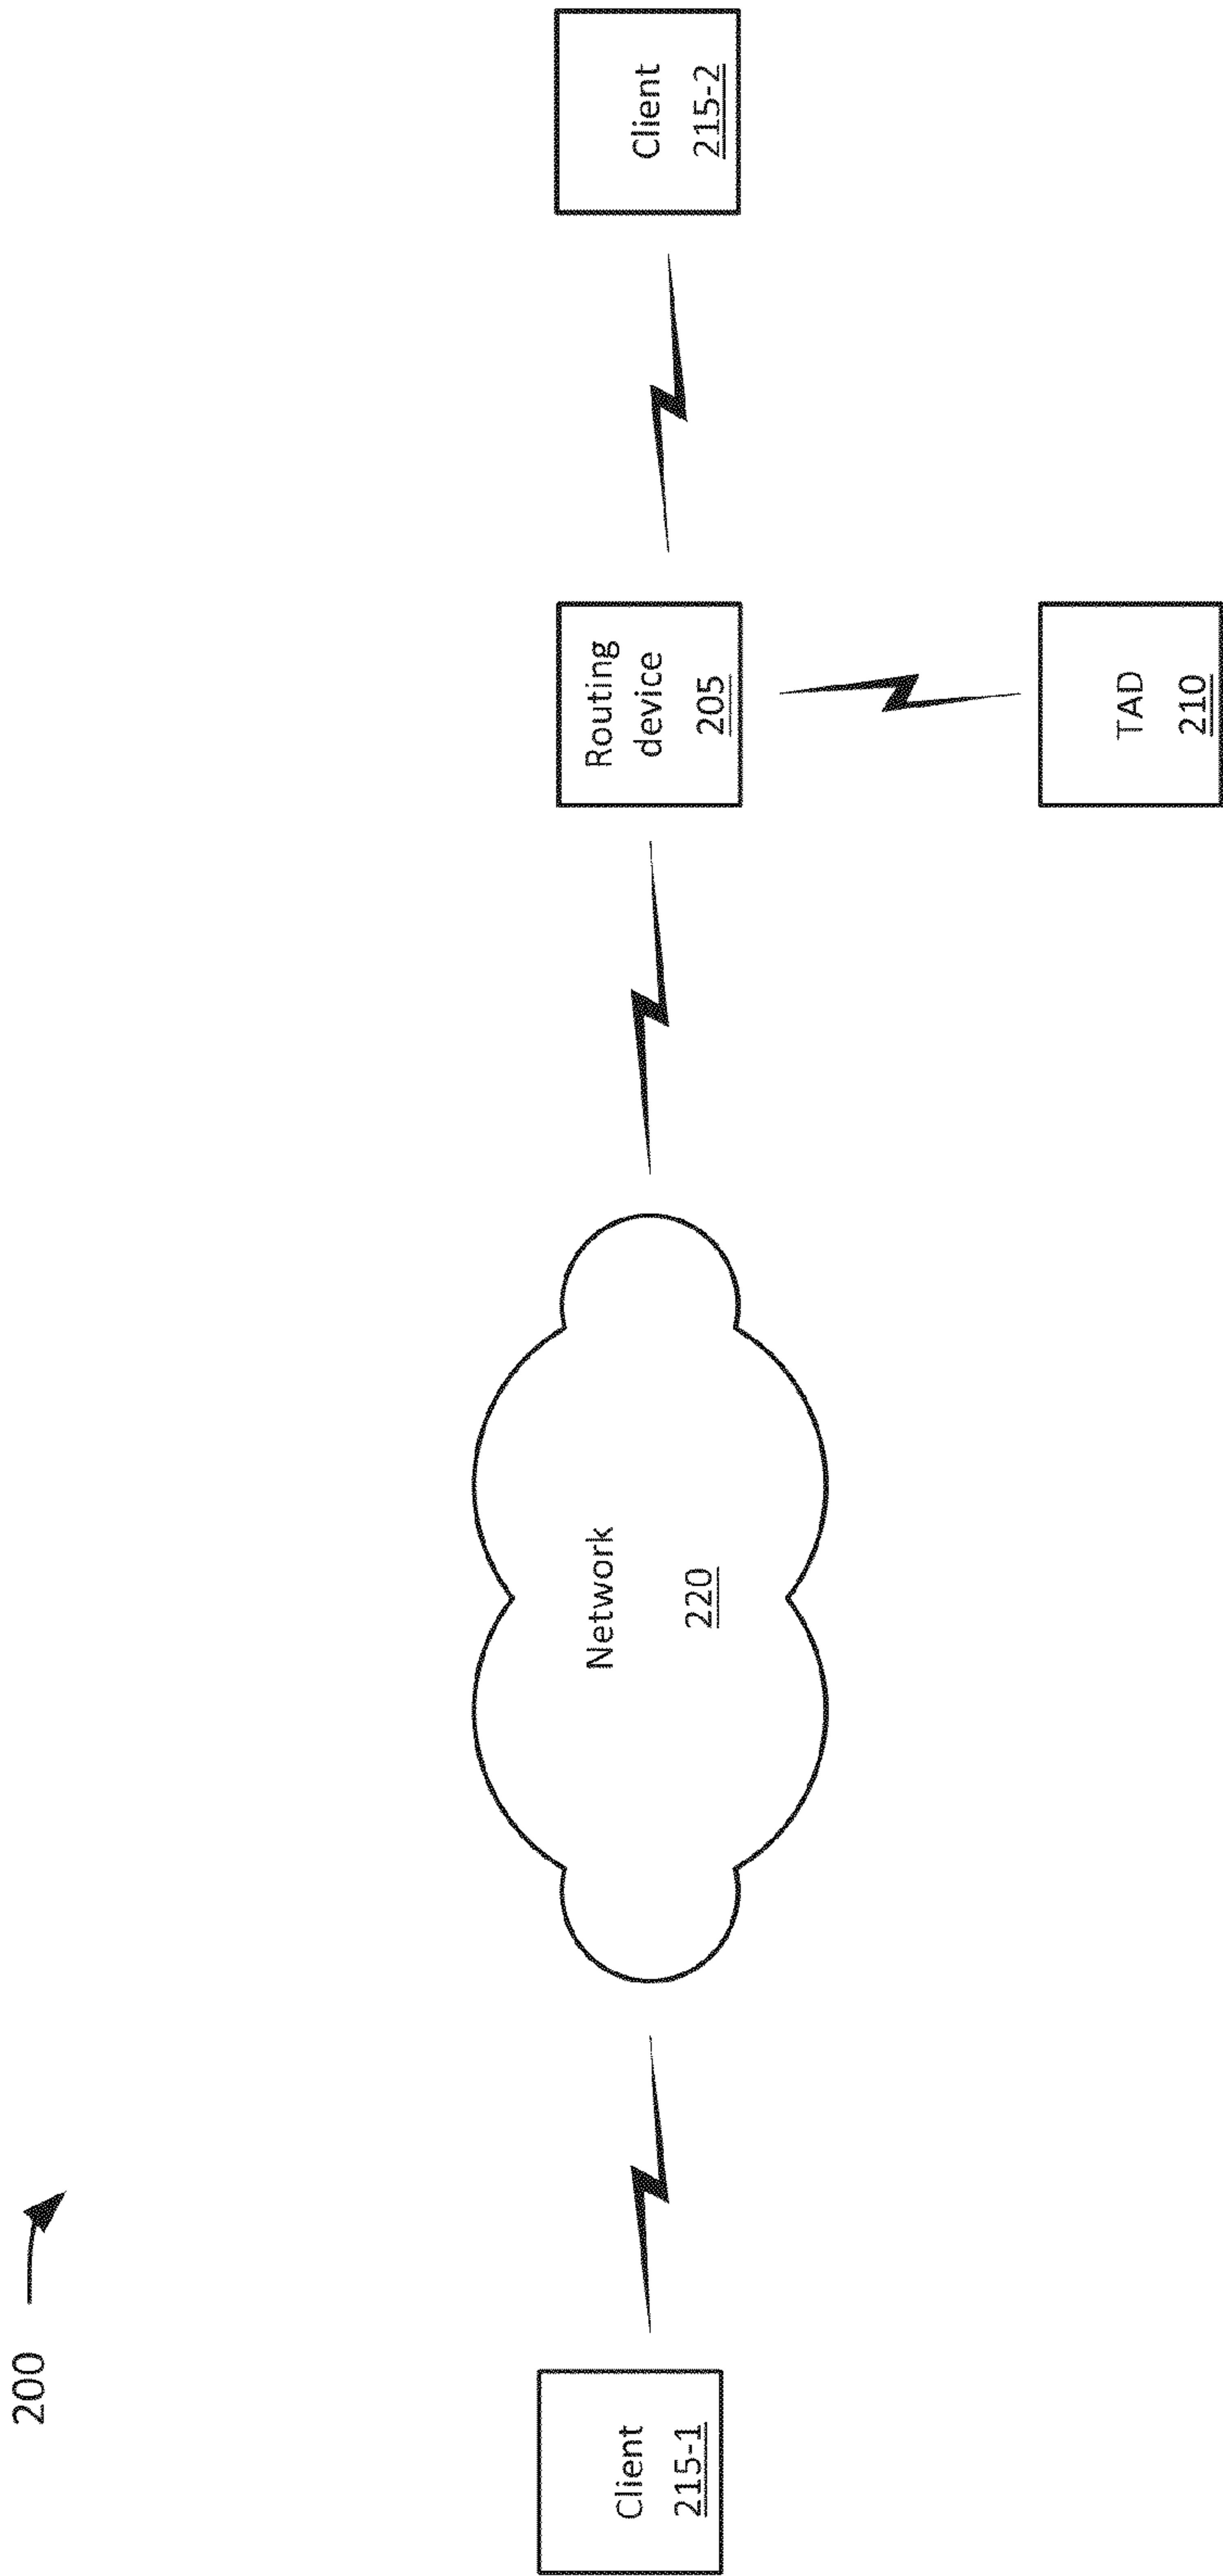 200
Client
215-1
Network
220
Routing
device
205
TAD
210
Client
215-2